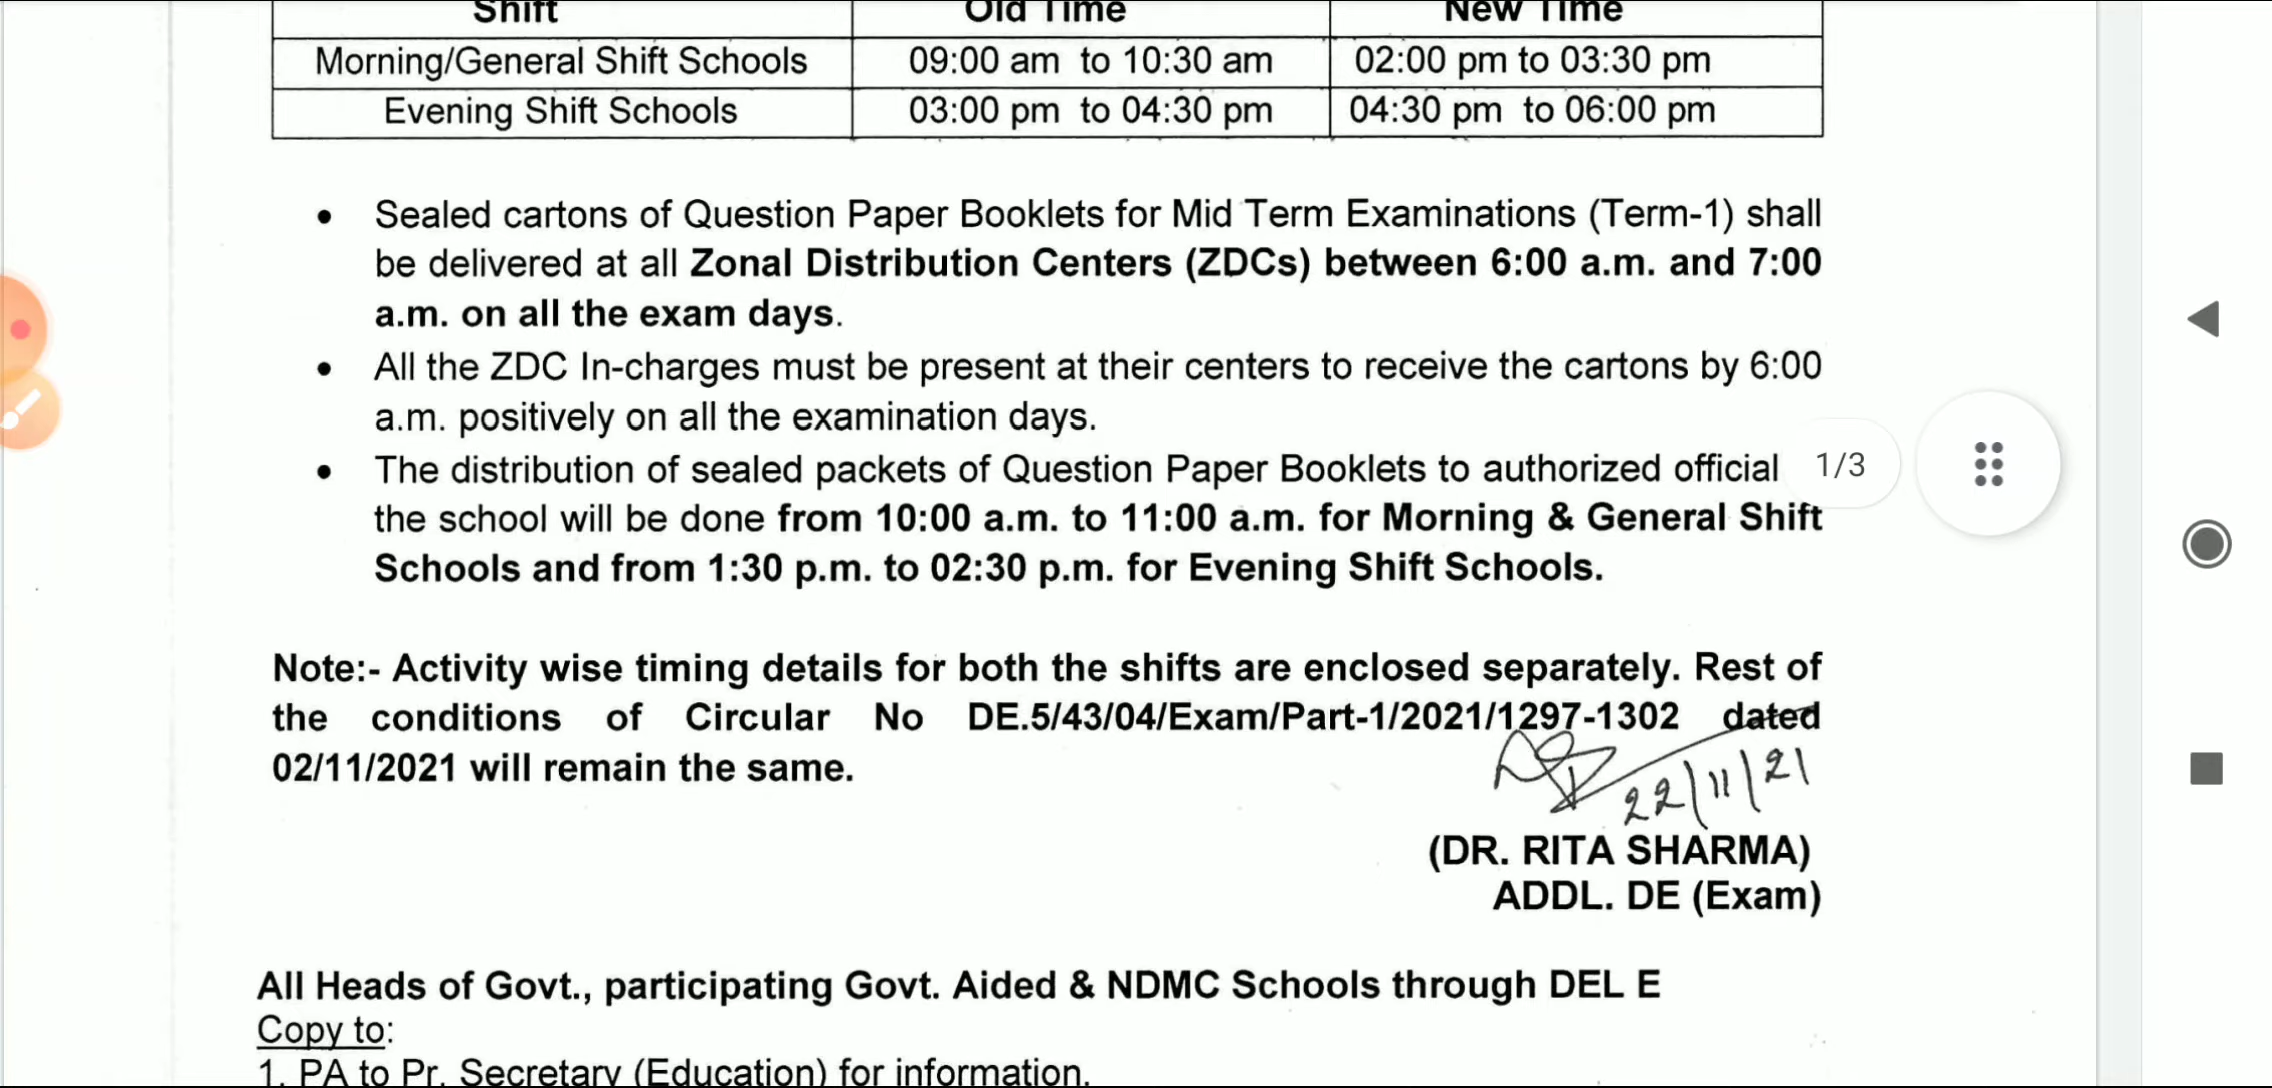 Shift Old Time New Time
Morning/General Shift Schools 09:00 am to 10:30 am 02:00 pm to 03:30 pm
Evening Shift Schools 03:00 pm to 04:30 pm 04:30 pm to 06:00 pm
• Sealed cartons of Question Paper Booklets for Mid Term Examinations (Term-1) shall
be delivered at all Zonal Distribution Centers (ZDCs) between 6:00 a.m. and 7:00
a.m. on all the exam days.
• All the ZDC In-charges must be present at their centers to receive the cartons by 6:00
a.m. positively on all the examination days.
• The distribution of sealed packets of Question Paper Booklets to authorized official
1/3
the school will be done from 10:00 a.m. to 11:00 a.m. for Morning & General Shift
Schools and from 1:30 p.m. to 02:30 p.m. for Evening Shift Schools.
Note:- Activity wise timing details for both the shifts are enclosed separately. Rest of
the conditions of Circular No DE.5/43/04/Exam/Part-1/2021/1297-1302 dated
02/11/2021 will remain the same.
22/11/21
(DR. RITA SHARMA)
ADDL. DE (Exam)
All Heads of Govt., participating Govt. Aided & NDMC Schools through DEL E
Copy to:
1. PA to Pr. Secretary (Education) for information.